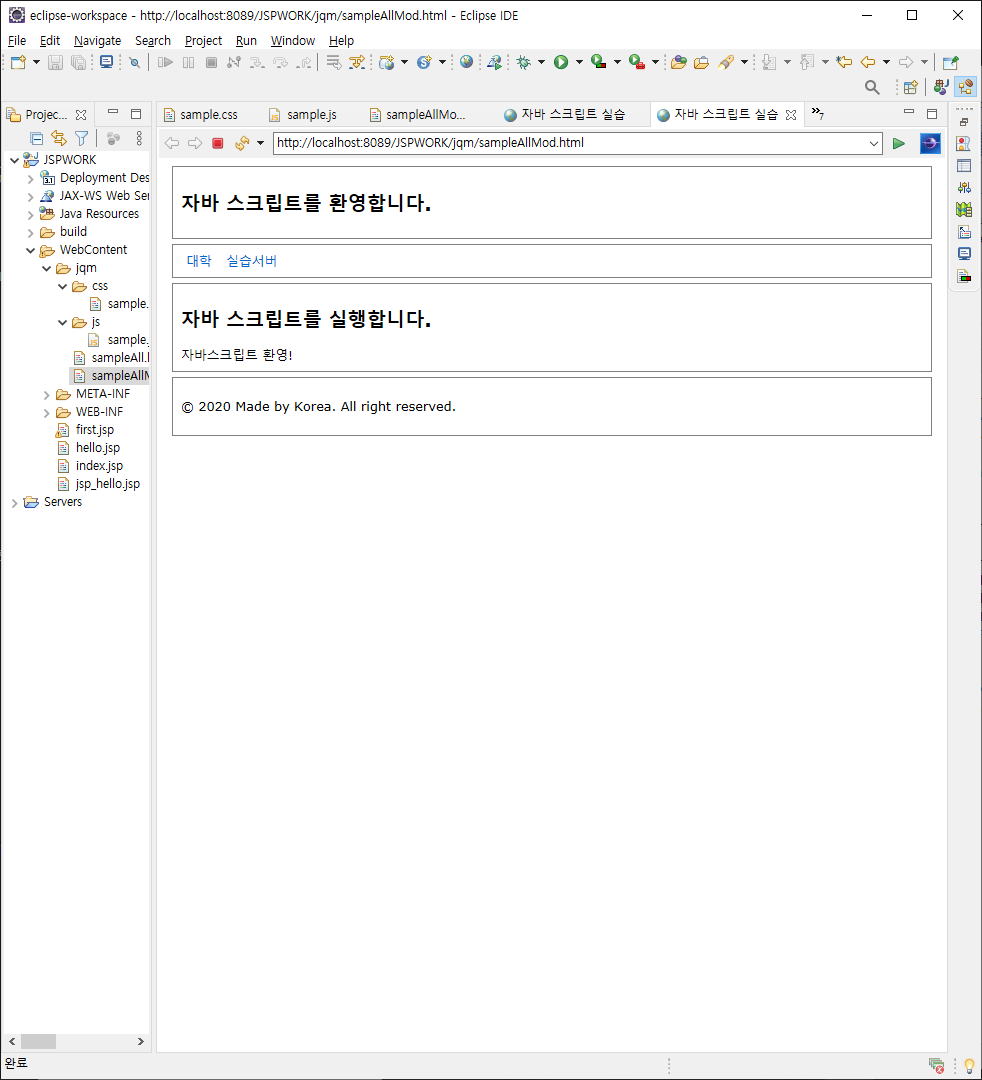 eclipse-workspace - http://localhost:8089/JSPWORK/jqm/sampleAllMod.html - Eclipse IDE
File Edit Navigate Search Project Run Window Help
Projec...
sample.css sample.js sampleAllMo... 자바 스크립트 실습 자바 스크립트 실습 »7
http://localhost:8089/JSPWORK/jqm/sampleAllMod.html
JSPWORK
Deployment Des
JAX-WS Web Ser
Java Resources
build
WebContent
jqm
css
sample.
js
sample.
sampleAll.l
sampleAllM
META-INF
WEB-INF
first.jsp
hello.jsp
index.jsp
jsp_hello.jsp
Servers
자바 스크립트를 환영합니다.
대학 실습서버
자바 스크립트를 실행합니다.
자바스크립트 환영!
© 2020 Made by Korea. All right reserved.
완료